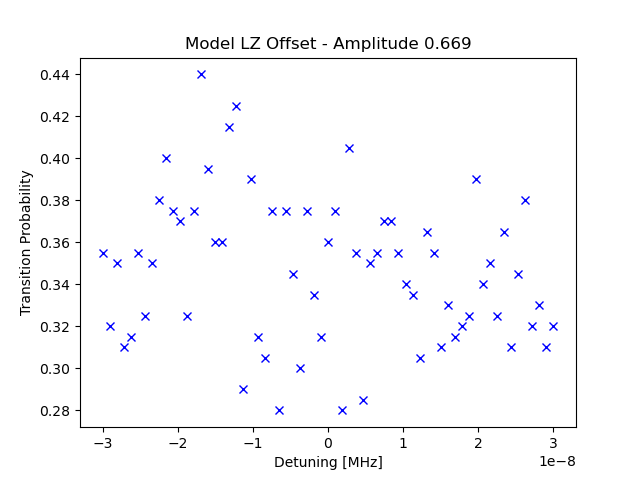 Model LZ Offset - Amplitude 0.669
Transition Probability
0.44
0.42
0.40
0.38
0.36
0.34
0.32
0.30
0.28
−3 −2 −1 0 1 2 3
1e−8
Detuning [MHz]